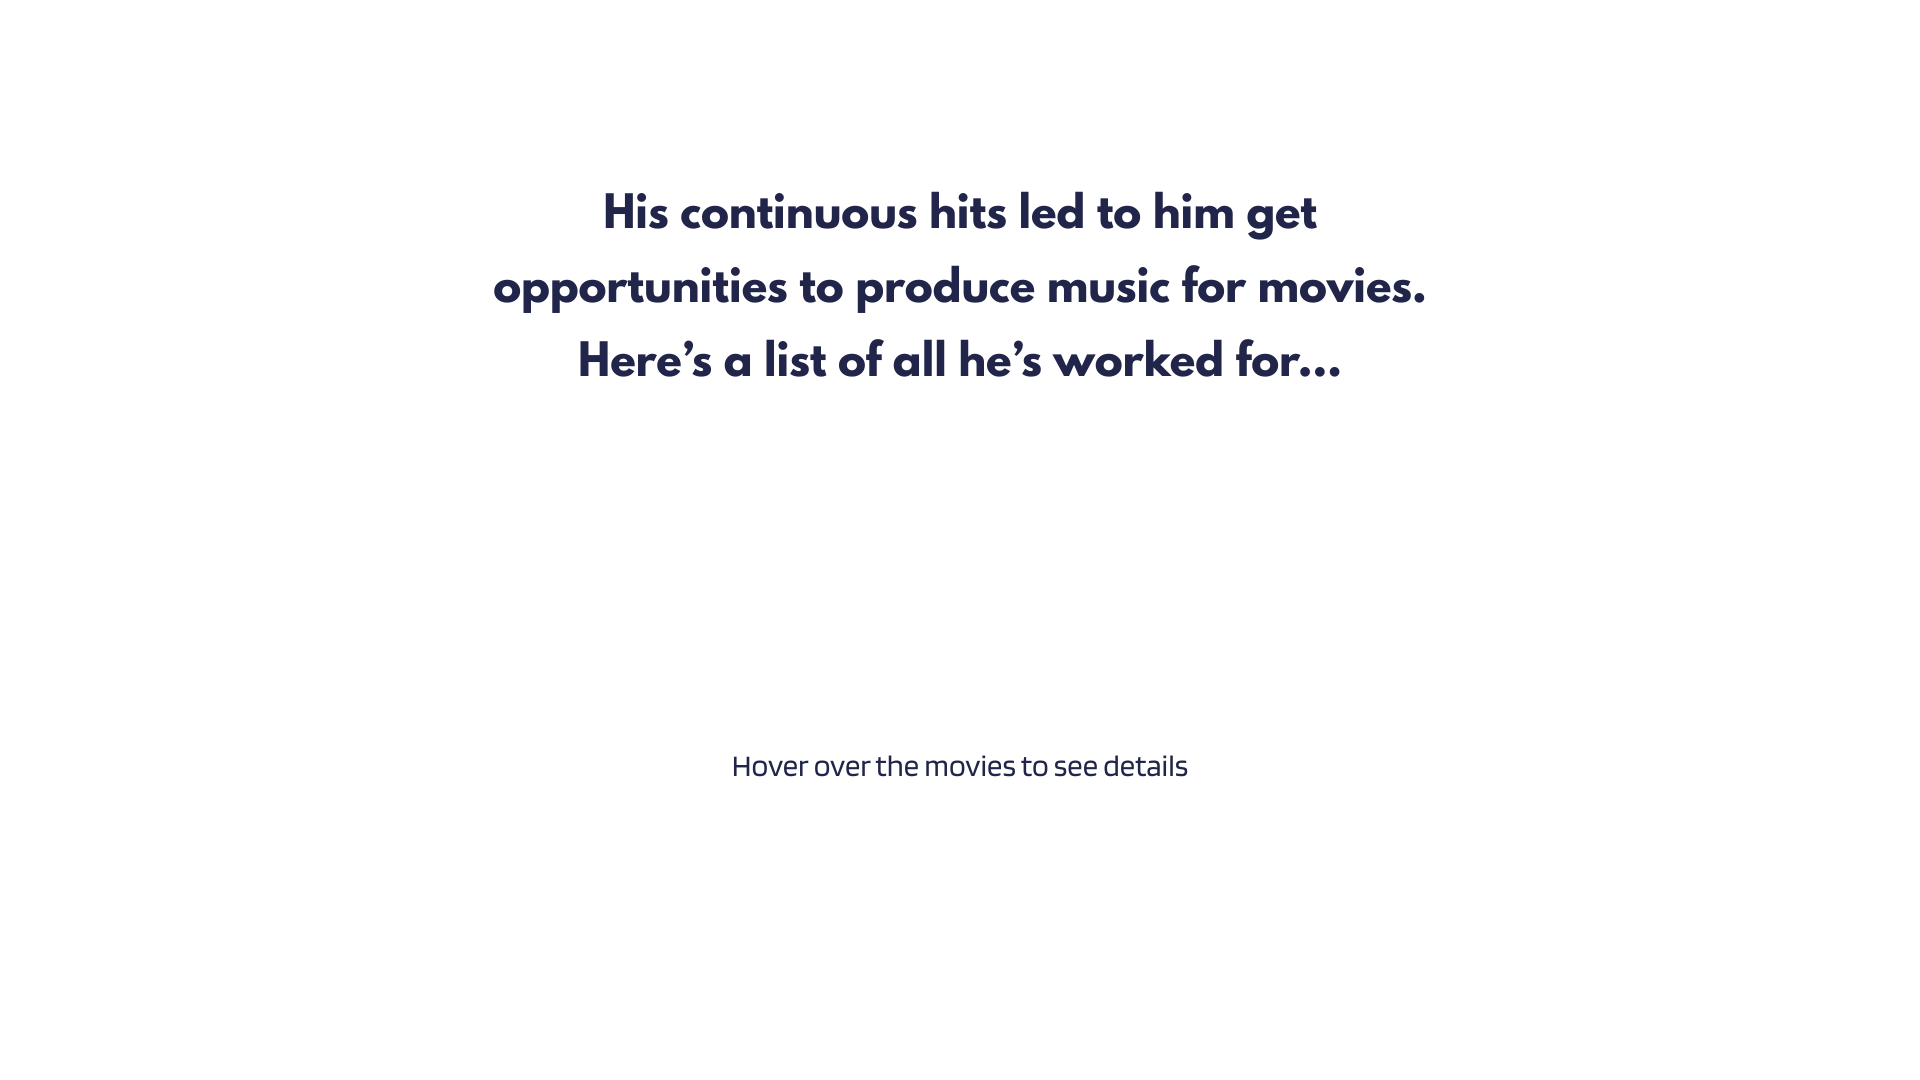 His continuous hits led to him get
opportunities to produce music for movies.
Here’s a list of all he’s worked for...
Hover over the movies to see details